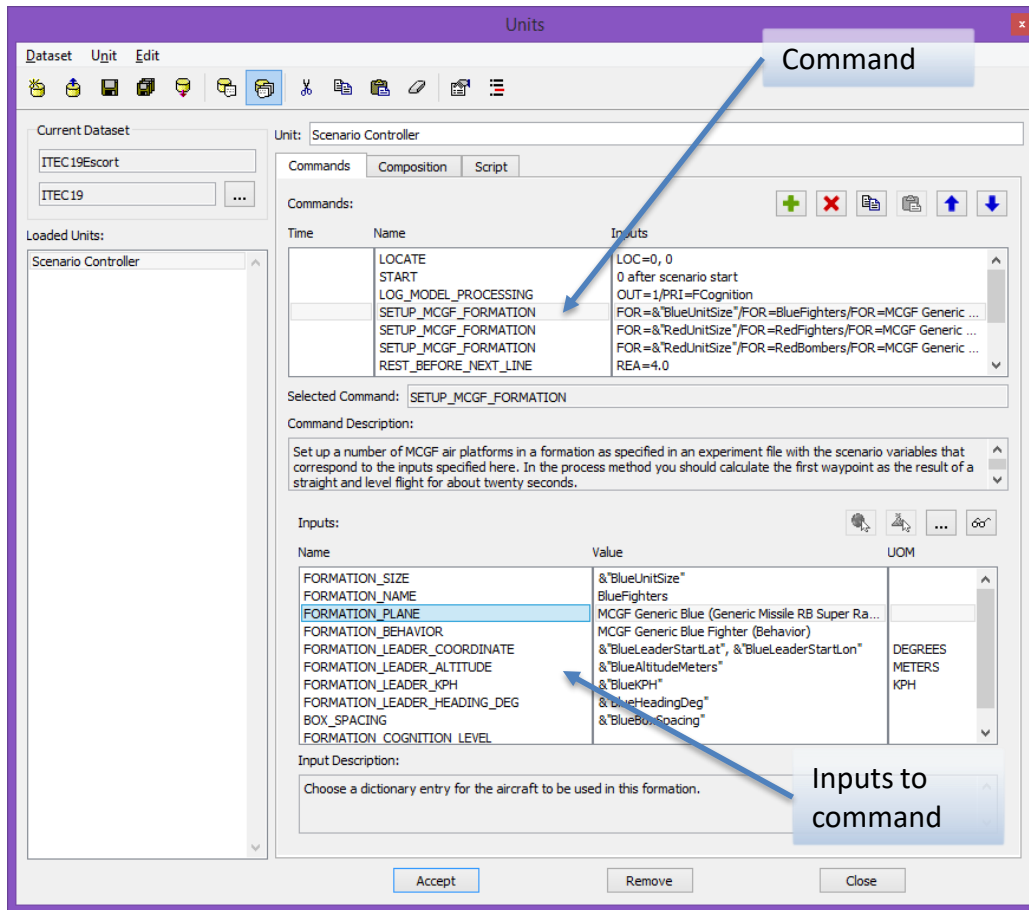 Units
x
Dataset Unit Edit
Command
Current Dataset
ITEC19Escort
ITEC19
...
Loaded Units:
Scenario Controller
Unit: Scenario Controller
Commands Composition Script
Commands:
Time Name Inputs
LOCATE LOC=0, 0
START 0 after scenario start
LOG_MODEL_PROCESSING OUT=1/PRI=FCognition
SETUP_MCGF_FORMATION FOR=&"BlueUnitSize"/FOR=BlueFighters/FOR=MCGF Generic ...
SETUP_MCGF_FORMATION FOR=&"RedUnitSize"/FOR=RedFighters/FOR=MCGF Generic ...
SETUP_MCGF_FORMATION FOR=&"RedUnitSize"/FOR=RedBombers/FOR=MCGF Generic ...
REST_BEFORE_NEXT_LINE REA=4.0
Selected Command: SETUP_MCGF_FORMATION
Command Description:
Set up a number of MCGF air platforms in a formation as specified in an experiment file with the scenario variables that
correspond to the inputs specified here. In the process method you should calculate the first waypoint as the result of a
straight and level flight for about twenty seconds.
Inputs:
...
Name Value UOM
FORMATION_SIZE &"BlueUnitSize"
FORMATION_NAME BlueFighters
FORMATION_PLANE MCGF Generic Blue (Generic Missile RB Super Ra...
FORMATION_BEHAVIOR MCGF Generic Blue Fighter (Behavior)
FORMATION_LEADER_COORDINATE &"BlueLeaderStartLat", &"BlueLeaderStartLon" DEGREES
FORMATION_LEADER_ALTITUDE &"BlueAltitudeMeters" METERS
FORMATION_LEADER_KPH &"BlueKPH" KPH
FORMATION_LEADER_HEADING_DEG &"BlueHeadingDeg"
BOX_SPACING &"BlueBoxSpacing"
FORMATION COGNITION LEVEL
Input Description:
Choose a dictionary entry for the aircraft to be used in this formation.
Inputs to
command
Accept Remove Close